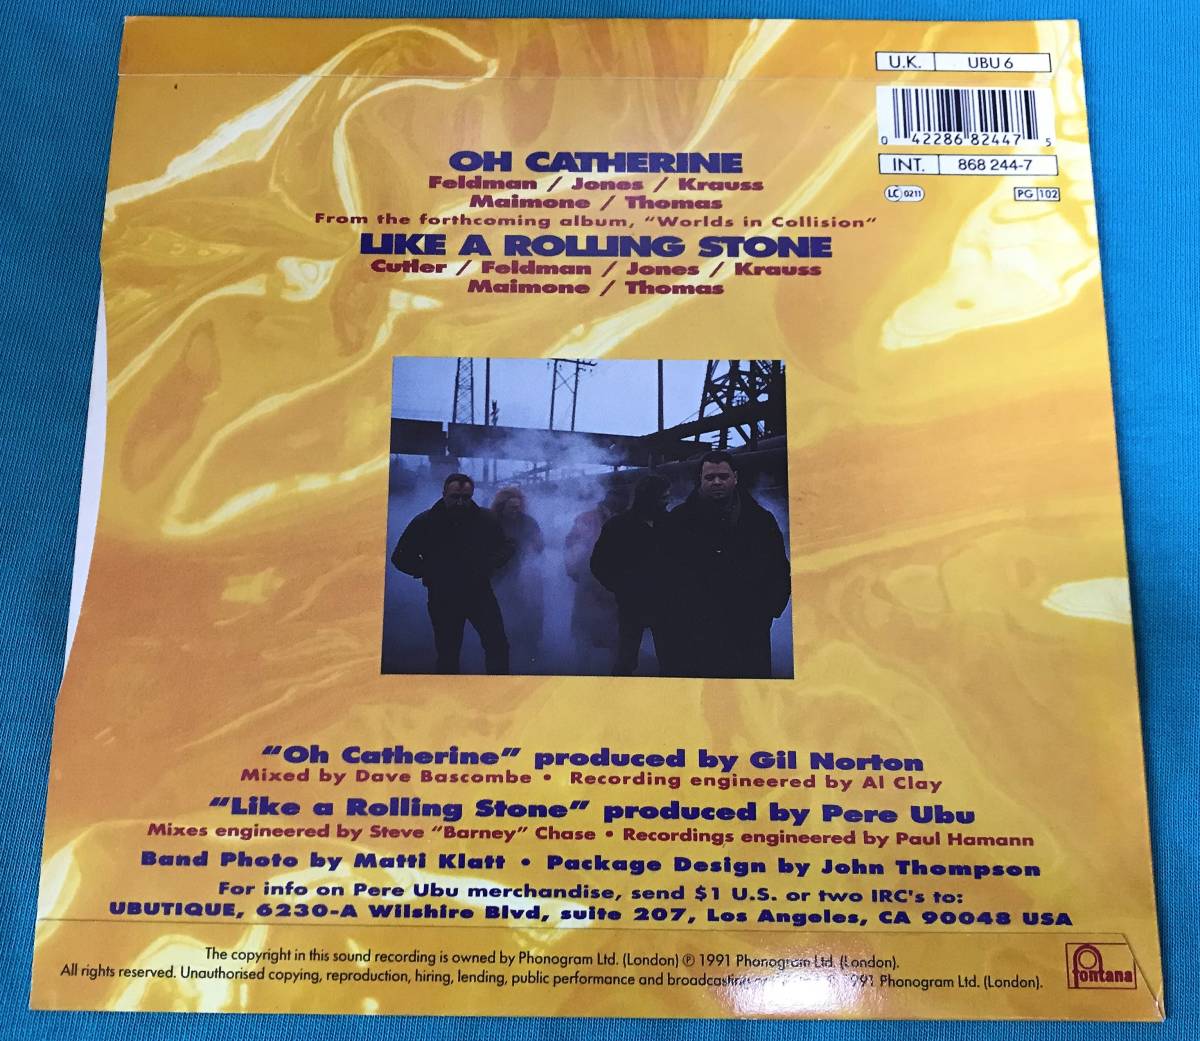 U.K. UBU 6
0 42286 82447 5
INT. 868 244-7
LC 0211
PG 102
OH CATHERINE
Feldman / Jones / Krauss
Maimone / Thomas
From the forthcoming album, "Worlds in Collision"
LIKE A ROLLING STONE
Cutler / Feldman / Jones / Krauss
Maimone / Thomas
"Oh Catherine" produced by Gil Norton
Mixed by Dave Bascombe • Recording engineered by Al Clay
"Like a Rolling Stone" produced by Pere Ubu
Mixes engineered by Steve "Barney" Chase • Recordings engineered by Paul Hamann
Band Photo by Matti Klatt • Package Design by John Thompson
For info on Pere Ubu merchandise, send $1 U.S. or two IRC's to:
UBUTIQUE, 6230-A Wilshire Blvd, suite 207, Los Angeles, CA 90048 USA
The copyright in this sound recording is owned by Phonogram Ltd. (London) ℗ 1991 Phonogram Ltd. (London).
All rights reserved. Unauthorised copying, reproduction, hiring, lending, public performance and broadcasting 1991 Phonogram Ltd. (London).
fontana